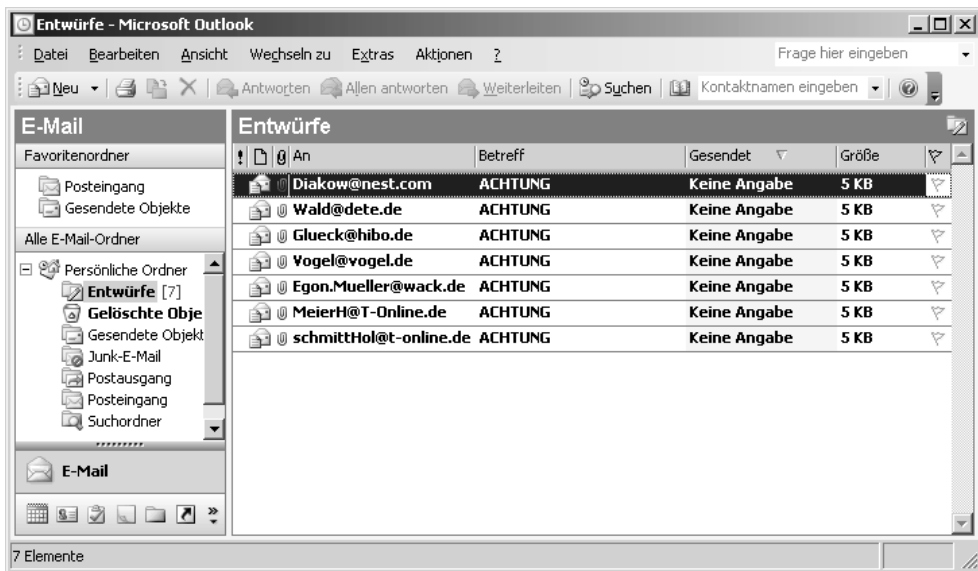 Entwürfe - Microsoft Outlook
Datei Bearbeiten Ansicht Wechseln zu Extras Aktionen ? Frage hier eingeben
Neu Antworten Allen antworten Weiterleiten Suchen Kontaktnamen eingeben
E-Mail
Favoritenordner
Posteingang
Gesendete Objekte
Alle E-Mail-Ordner
Persönliche Ordner
Entwürfe [7]
Gelöschte Obje
Gesendete Objekt
Junk-E-Mail
Postausgang
Posteingang
Suchordner
E-Mail
Entwürfe
! An Betreff Gesendet Größe
Diakow@nest.com ACHTUNG Keine Angabe 5 KB
Wald@dete.de ACHTUNG Keine Angabe 5 KB
Glueck@hibo.de ACHTUNG Keine Angabe 5 KB
Vogel@vogel.de ACHTUNG Keine Angabe 5 KB
Egon.Mueller@wack.de ACHTUNG Keine Angabe 5 KB
MeierH@T-Online.de ACHTUNG Keine Angabe 5 KB
schmittHol@t-online.de ACHTUNG Keine Angabe 5 KB
7 Elemente